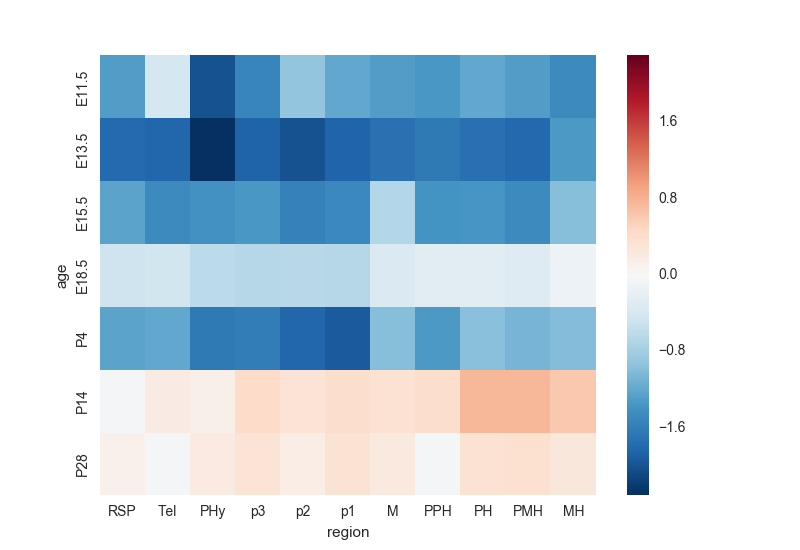 E11.5
E13.5
E15.5
E18.5
P4
P14
P28
age
RSP Tel PHy p3 p2 p1 M PPH PH PMH MH
region
1.6
0.8
0.0
−0.8
−1.6